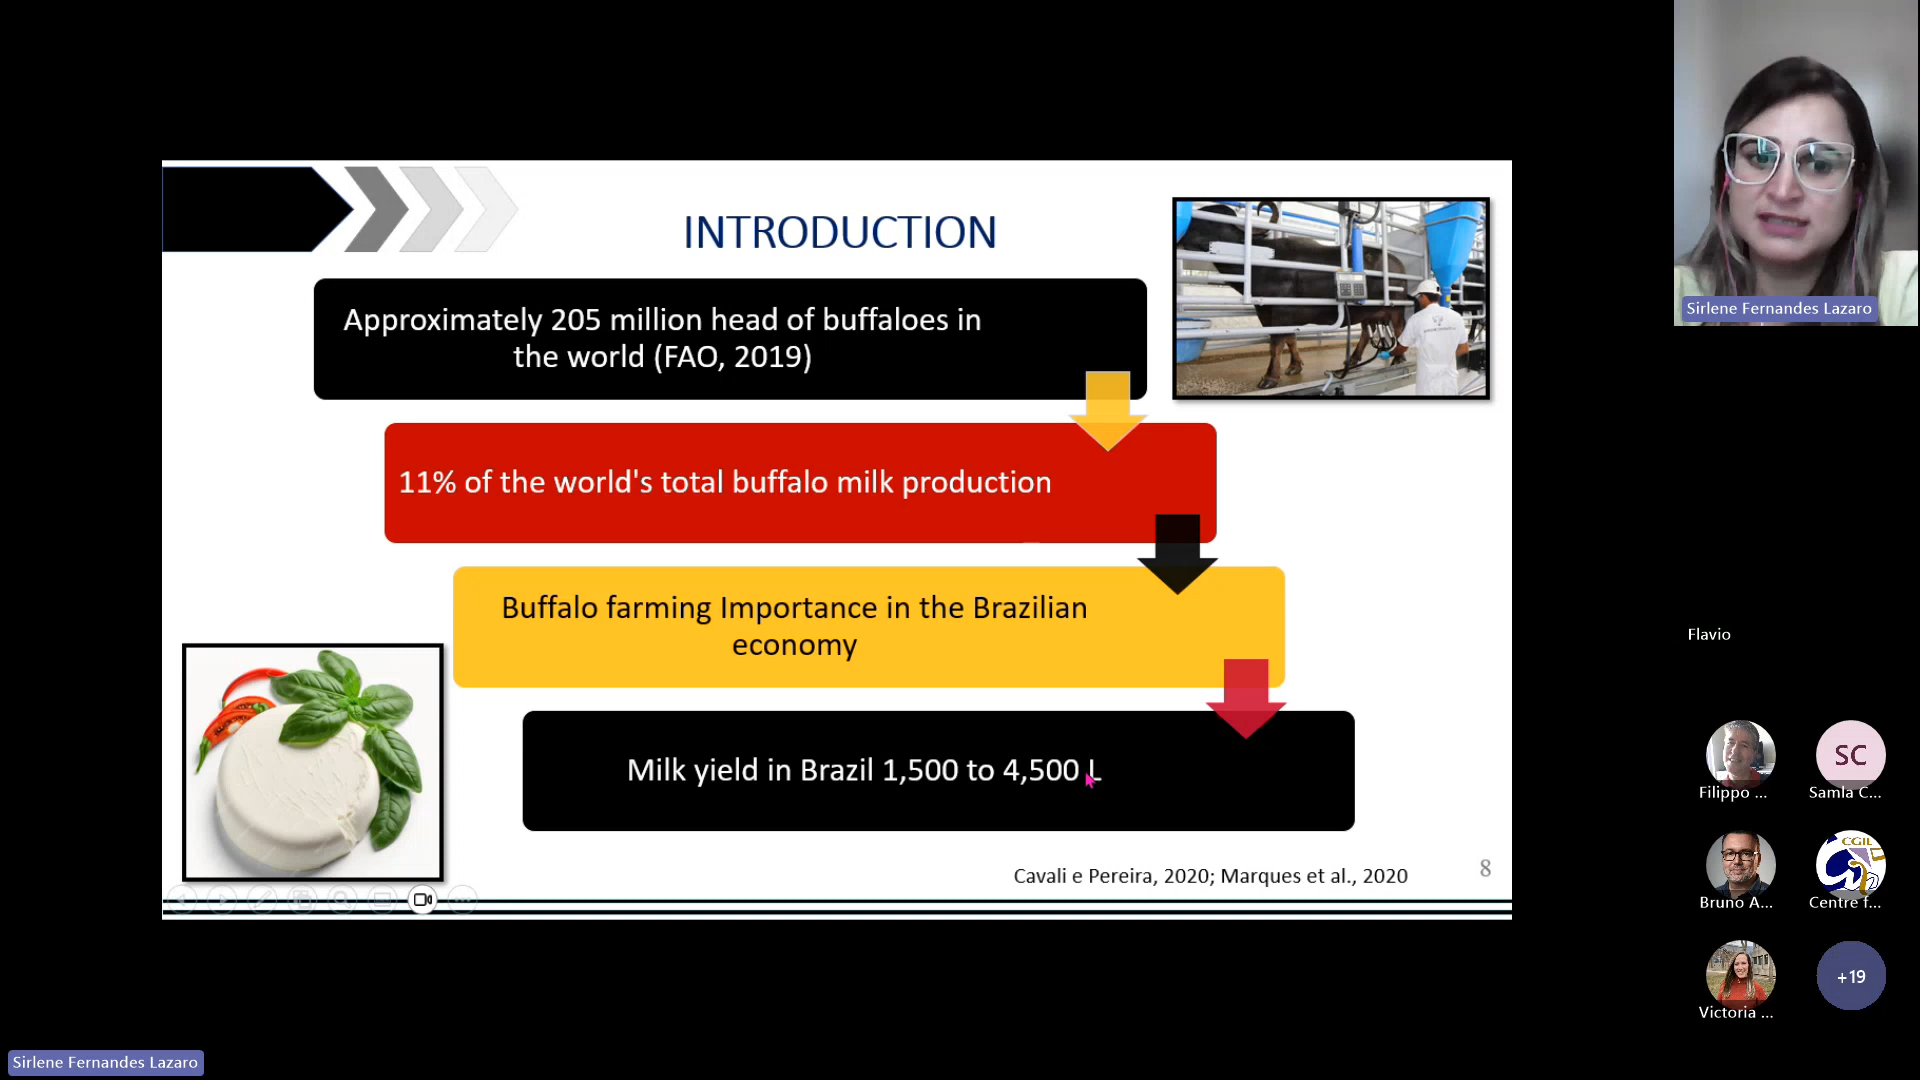 INTRODUCTION
Approximately 205 million head of buffaloes in
the world (FAO, 2019)
11% of the world's total buffalo milk production
Buffalo farming Importance in the Brazilian
economy
Milk yield in Brazil 1,500 to 4,500 L
Cavali e Pereira, 2020; Marques et al., 2020
8
Sirlene Fernandes Lazaro
Flavio
SC
Filippo ...
Samla C...
CGIL
Bruno A...
Centre f...
+19
Victoria ...
Sirlene Fernandes Lazaro